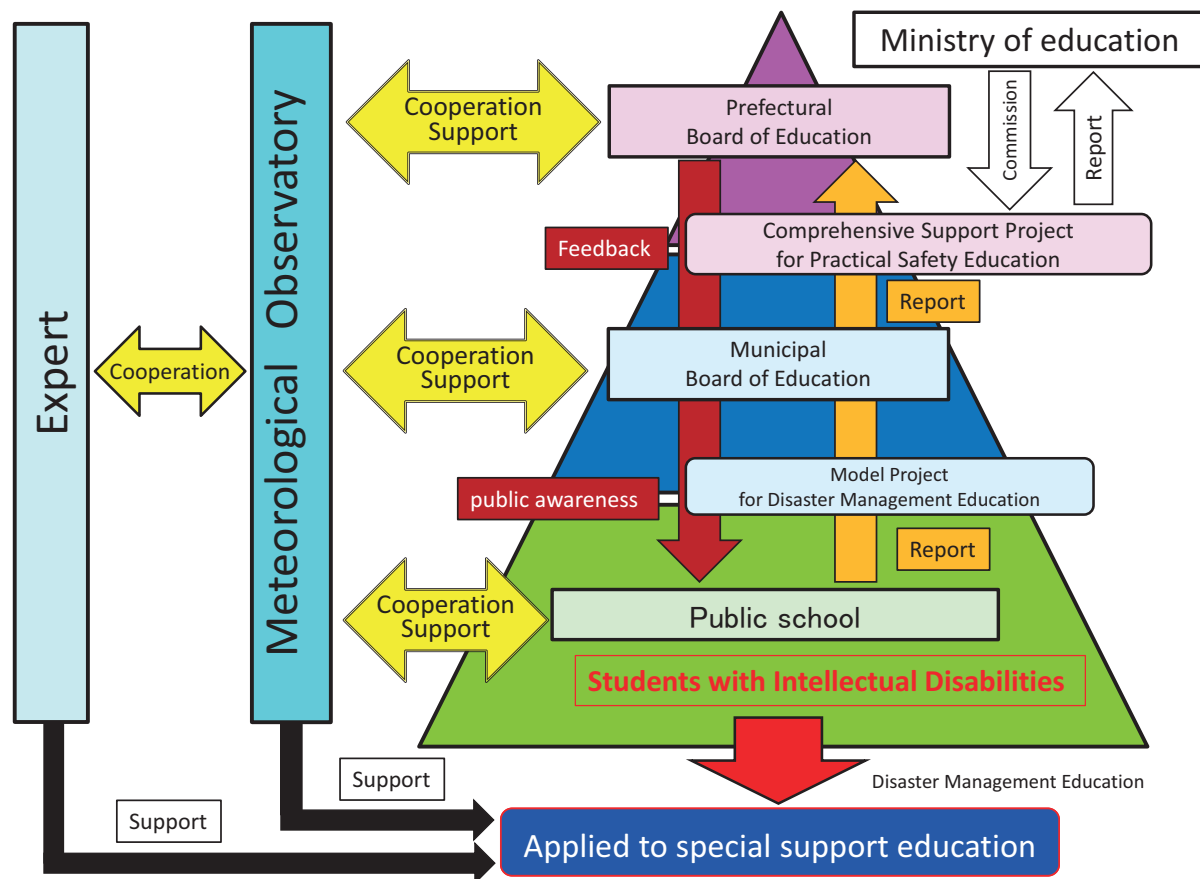 Expert
Cooperation
Meteorological Observatory
Cooperation
Support
Cooperation
Support
Cooperation
Support
Ministry of education
Commission
Report
Prefectural
Board of Education
Feedback
Comprehensive Support Project
for Practical Safety Education
Report
Municipal
Board of Education
public awareness
Model Project
for Disaster Management Education
Report
Public school
Students with Intellectual Disabilities
Disaster Management Education
Support
Support
Applied to special support education